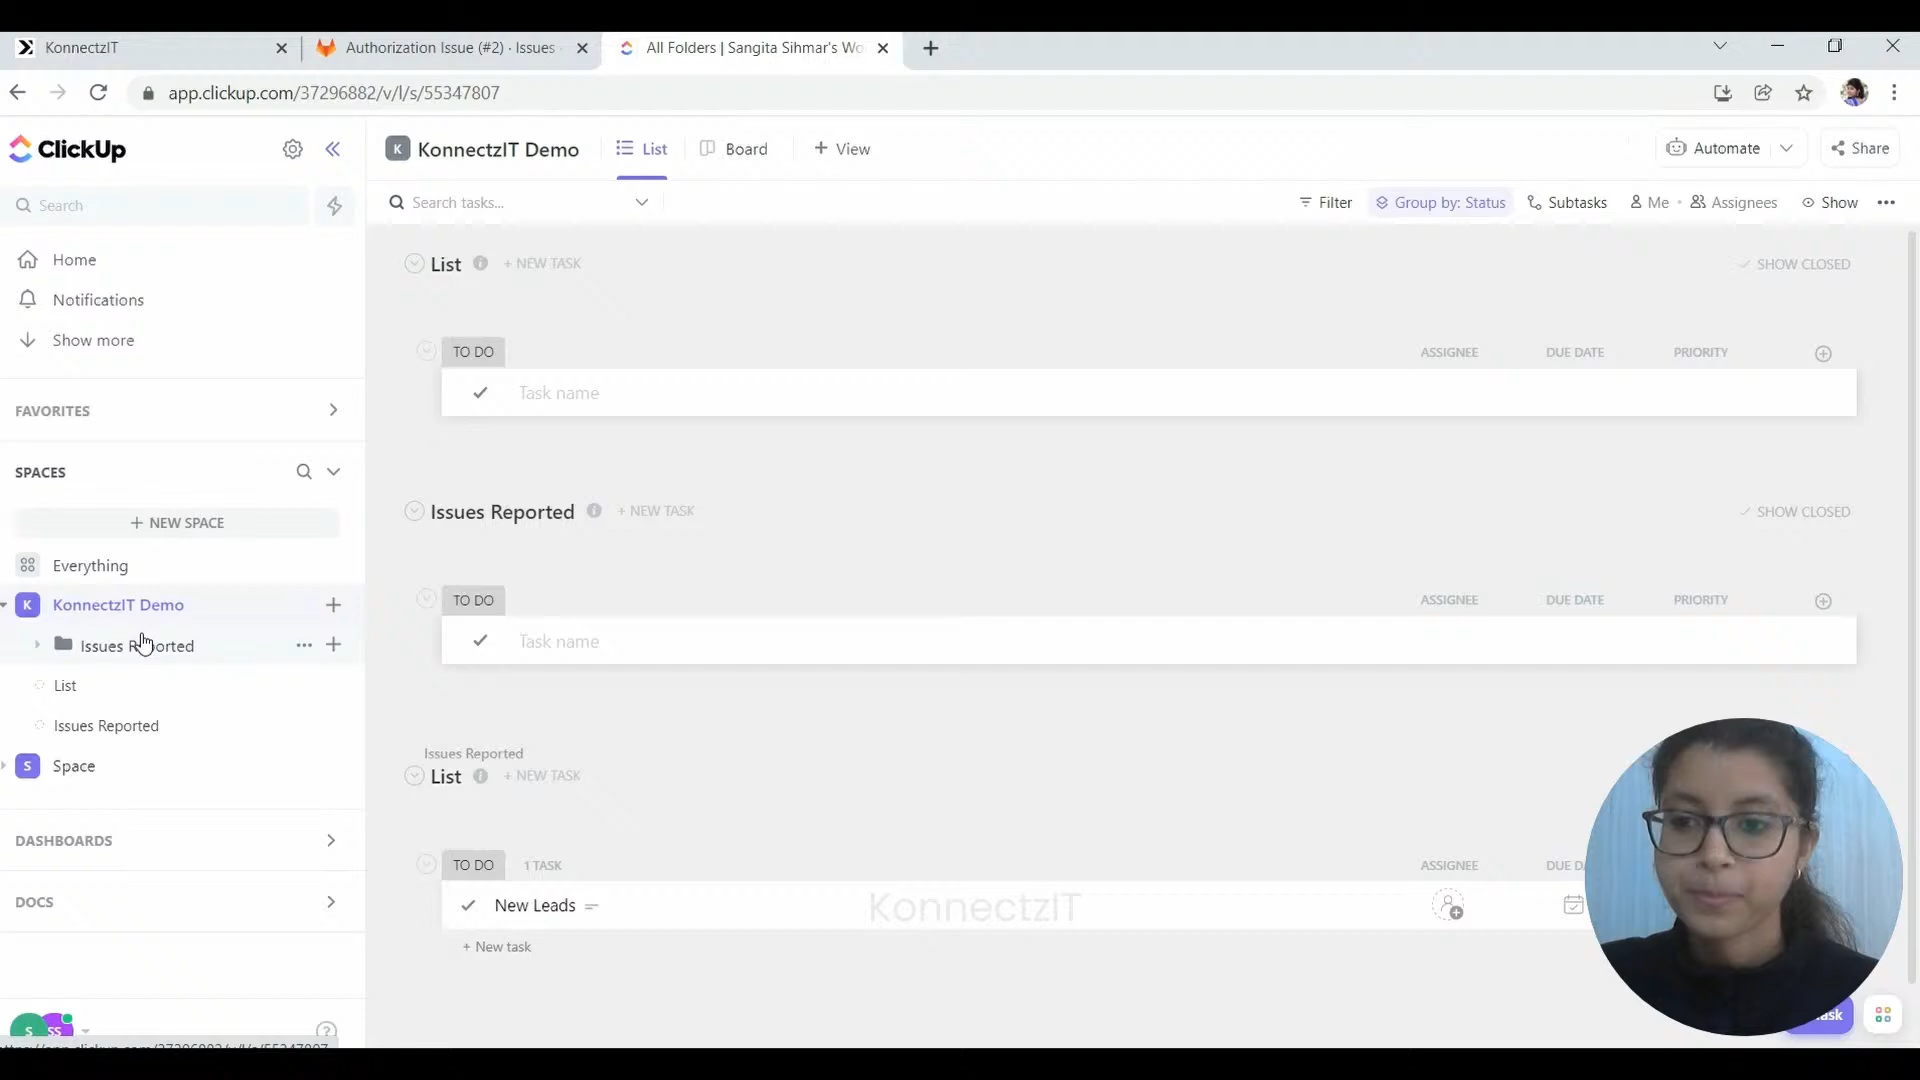 KonnectzIT
Authorization Issue (#2) · Issues
All Folders | Sangita Sihmar's Wo
app.clickup.com/37296882/v/l/s/55347807
ClickUp
K KonnectzIT Demo
List
Board
+ View
Automate
Share
Search
Search tasks...
Filter
Group by: Status
Subtasks
Me
Assignees
Show
Home
Notifications
Show more
FAVORITES
SPACES
+ NEW SPACE
Everything
K KonnectzIT Demo
Issues Reported
List
Issues Reported
S Space
DASHBOARDS
DOCS
S SS
List + NEW TASK SHOW CLOSED
TO DO ASSIGNEE DUE DATE PRIORITY
Task name
Issues Reported + NEW TASK SHOW CLOSED
TO DO ASSIGNEE DUE DATE PRIORITY
Task name
Issues Reported
List + NEW TASK
TO DO 1 TASK ASSIGNEE DUE DA
New Leads
KonnectzIT
+ New task